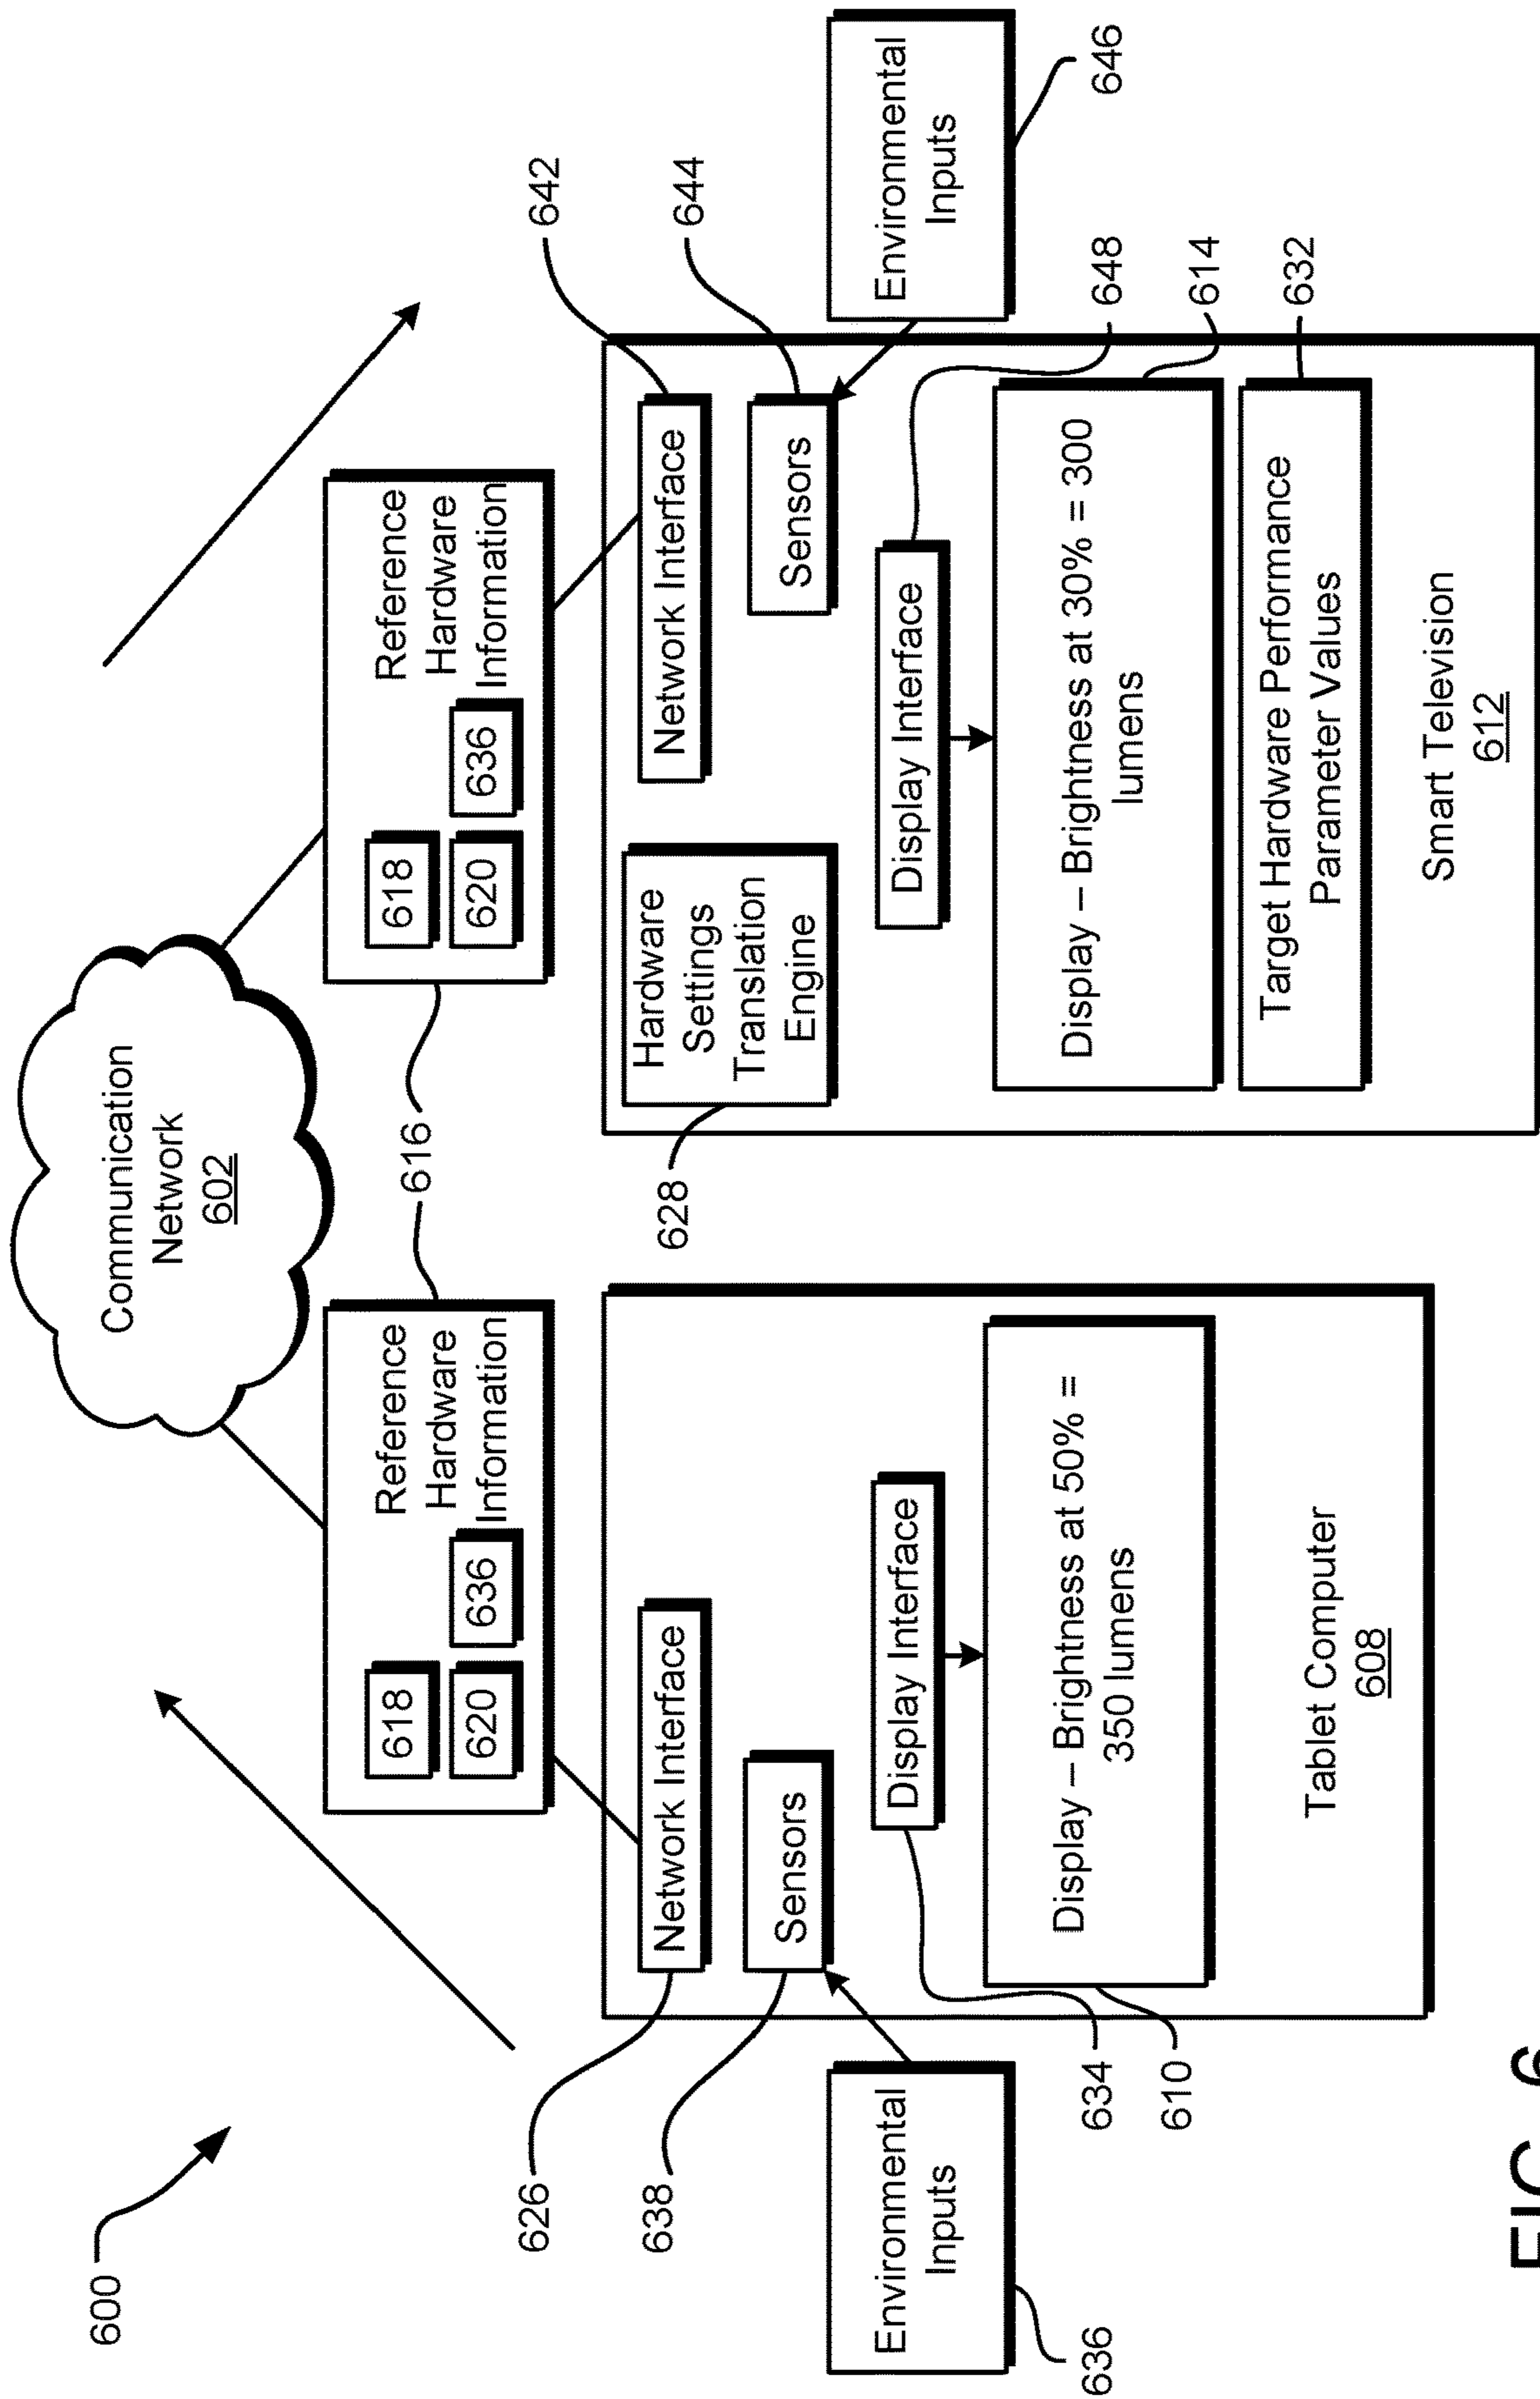 600
Communication
Network
602
616
Reference
Hardware
Information
618
620
636
Reference
Hardware
Information
618
620
636
626
Network Interface
638
Sensors
Environmental
Inputs
636
Display Interface
634
Display – Brightness at 50% =
350 lumens
610
Tablet Computer
608
628
Hardware
Settings
Translation
Engine
Network Interface
642
Sensors
644
Environmental
Inputs
646
Display Interface
648
Display – Brightness at 30% = 300
lumens
614
Target Hardware Performance
Parameter Values
632
Smart Television
612
FIG. 6